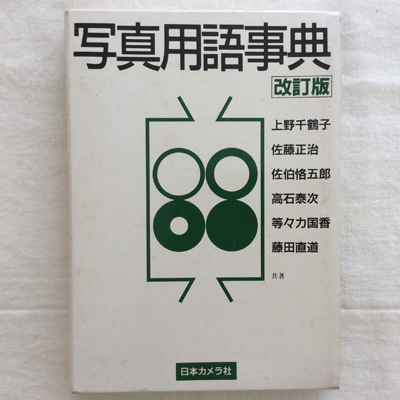 写真用語事典
改訂版
上野千鶴子
佐藤正治
佐伯恪五郎
高石泰次
等々力国香
藤田直道
共著
日本カメラ社